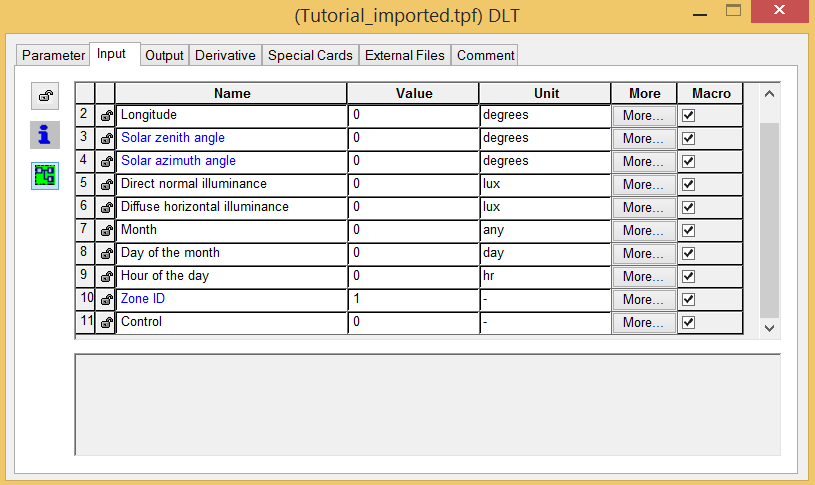 (Tutorial_imported.tpf) DLT
Parameter Input Output Derivative Special Cards External Files Comment
Name Value Unit More Macro
2 Longitude 0 degrees More...
3 Solar zenith angle 0 degrees More...
4 Solar azimuth angle 0 degrees More...
5 Direct normal illuminance 0 lux More...
6 Diffuse horizontal illuminance 0 lux More...
7 Month 0 any More...
8 Day of the month 0 day More...
9 Hour of the day 0 hr More...
10 Zone ID 1 - More...
11 Control 0 - More...